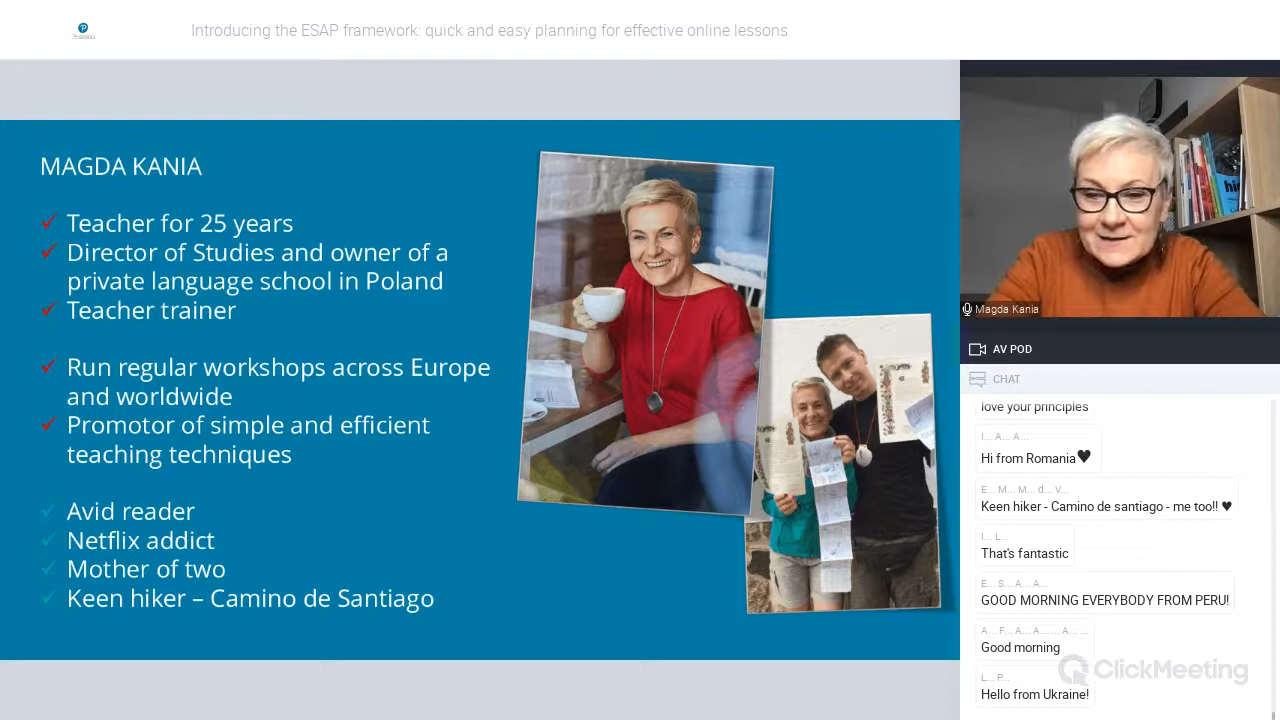 Introducing the ESAP framework: quick and easy planning for effective online lessons
MAGDA KANIA
Teacher for 25 years
Director of Studies and owner of a
private language school in Poland
Teacher trainer
Run regular workshops across Europe
and worldwide
Promotor of simple and efficient
teaching techniques
Avid reader
Netflix addict
Mother of two
Keen hiker – Camino de Santiago
Magda Kania
AV POD
CHAT
love your principles
I... A... A...
Hi from Romania♥
E... M... M... d... V...
Keen hiker - Camino de santiago - me too!! ♥
I... L...
That's fantastic
E... S... A... A...
GOOD MORNING EVERYBODY FROM PERU!
A... F... A... A... ... A... ...
Good morning
ClickMeeting
L... P...
Hello from Ukraine!